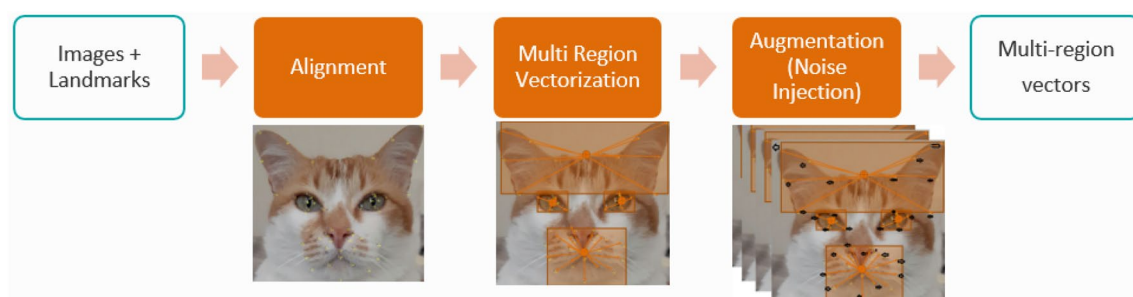 Images +
Landmarks
Alignment
Multi Region
Vectorization
Augmentation
(Noise
Injection)
Multi-region
vectors